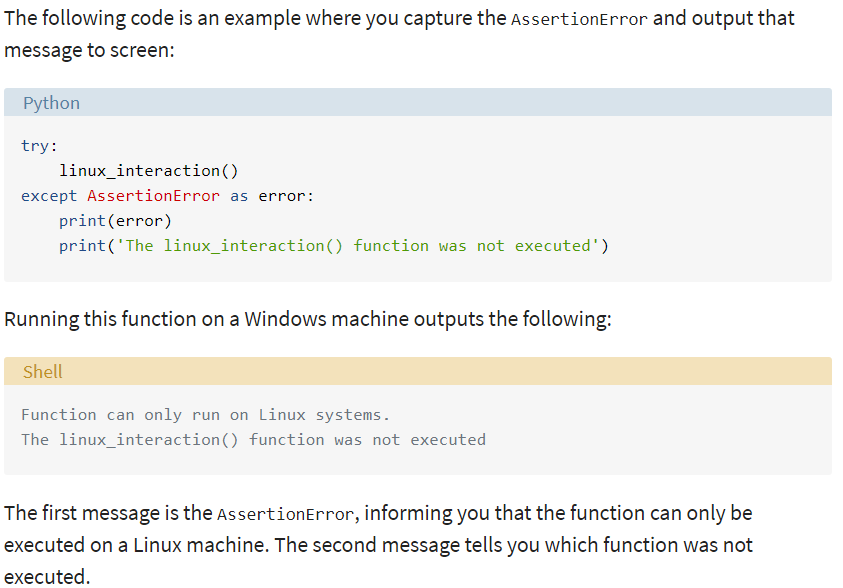 The following code is an example where you capture the AssertionError and output that
message to screen:
Python
try:
    linux_interaction()
except AssertionError as error:
    print(error)
    print('The linux_interaction() function was not executed')
Running this function on a Windows machine outputs the following:
Shell
Function can only run on Linux systems.
The linux_interaction() function was not executed
The first message is the AssertionError, informing you that the function can only be
executed on a Linux machine. The second message tells you which function was not
executed.